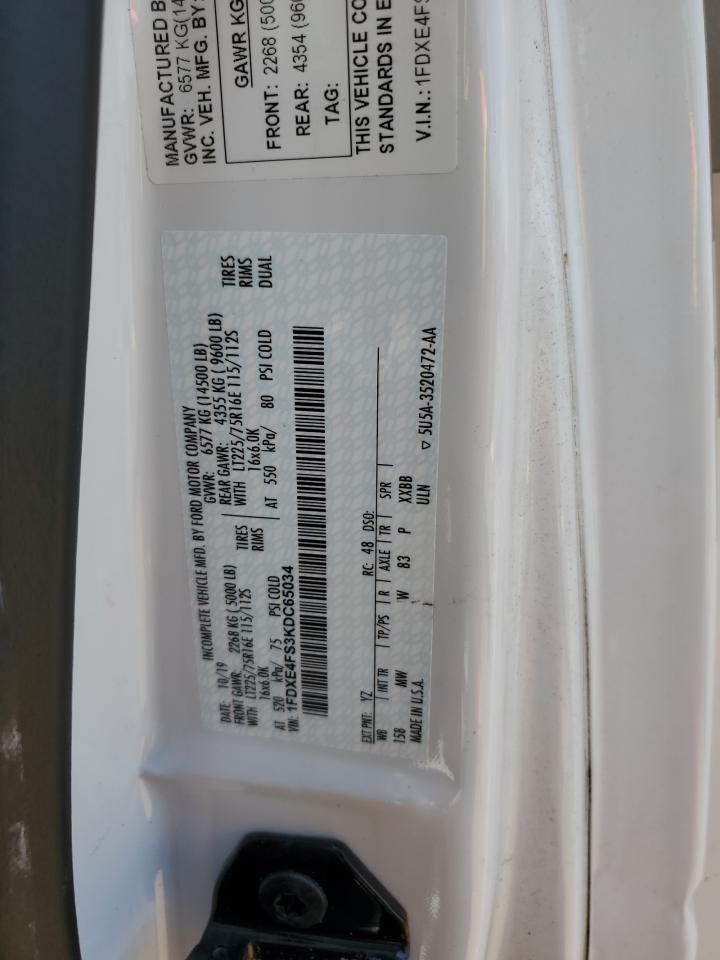 MANUFACTURED B
GVWR: 6577 KG(14
INC. VEH. MFG. BY:
GAWR KG
FRONT: 2268 (500
REAR: 4354 (960
TAG:
THIS VEHICLE CO
STANDARDS IN E
V.I.N.: 1FDXE4FS
INCOMPLETE VEHICLE MFD. BY FORD MOTOR COMPANY
DATE: 10/19 GVWR: 6577 KG (14500 LB)
FRONT GAWR: 2268 KG ( 5000 LB) REAR GAWR: 4355 KG ( 9600 LB)
WITH LT225/75R16E 115/112S TIRES WITH LT225/75R16E 115/112S TIRES
16x6.0K RIMS 16x6.0K RIMS
AT 520 kPa/ 75 PSI COLD AT 550 kPa/ 80 PSI COLD DUAL
VIN: 1FDXE4FS3KDC65034
EXT PNT: YZ RC: 48 DSO:
WB INT TR TP/PS R AXLE TR SPR
158 MW W 83 P XXBB
MADE IN U.S.A. ULN
▽ 5U5A-3520472-AA